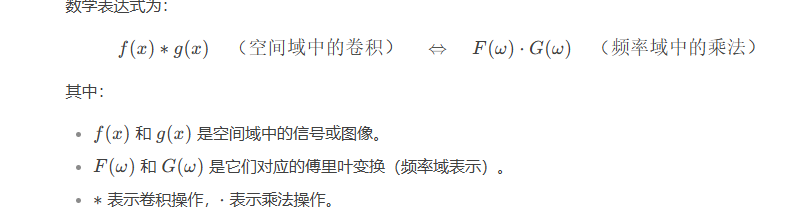 数学表达式为：
f(x) * g(x) （空间域中的卷积） ⇔ F(ω) · G(ω) （频率域中的乘法）
其中：
• f(x) 和 g(x) 是空间域中的信号或图像。
• F(ω) 和 G(ω) 是它们对应的傅里叶变换（频率域表示）。
• * 表示卷积操作，· 表示乘法操作。